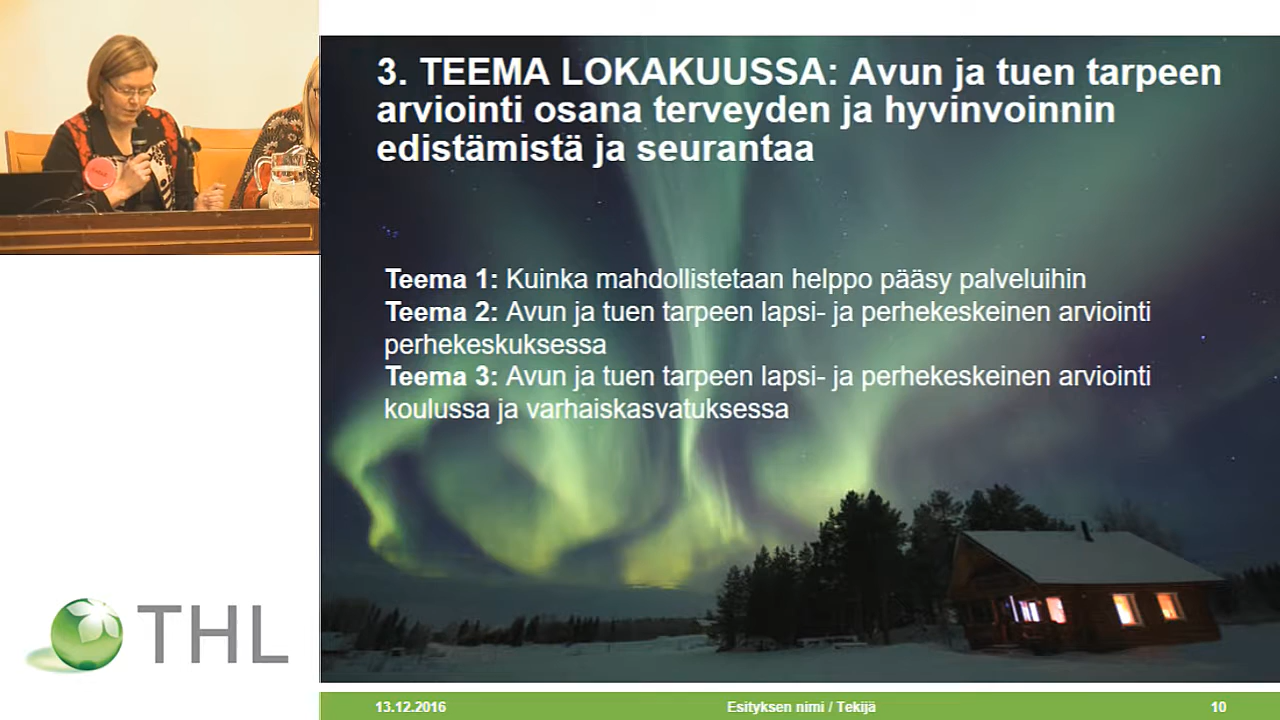 3. TEEMA LOKAKUUSSA: Avun ja tuen tarpeen
arviointi osana terveyden ja hyvinvoinnin
edistämistä ja seurantaa
Teema 1: Kuinka mahdollistetaan helppo pääsy palveluihin
Teema 2: Avun ja tuen tarpeen lapsi- ja perhekeskeinen arviointi
perhekeskuksessa
Teema 3: Avun ja tuen tarpeen lapsi- ja perhekeskeinen arviointi
koulussa ja varhaiskasvatuksessa
THL
13.12.2016
Esityksen nimi / Tekijä
10